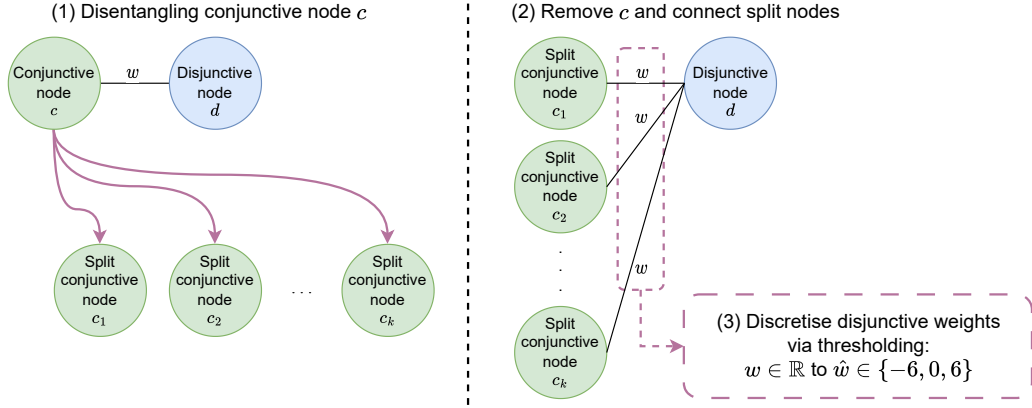 (1) Disentangling conjunctive node c
Conjunctive
node
c
w
Disjunctive
node
d
Split
conjunctive
node
c₁
Split
conjunctive
node
c₂
. . .
Split
conjunctive
node
cₖ
(2) Remove c and connect split nodes
Split
conjunctive
node
c₁
w
Disjunctive
node
d
w
Split
conjunctive
node
c₂
.
.
.
w
Split
conjunctive
node
cₖ
(3) Discretise disjunctive weights
via thresholding:
w ∈ ℝ to ŵ ∈ {−6, 0, 6}